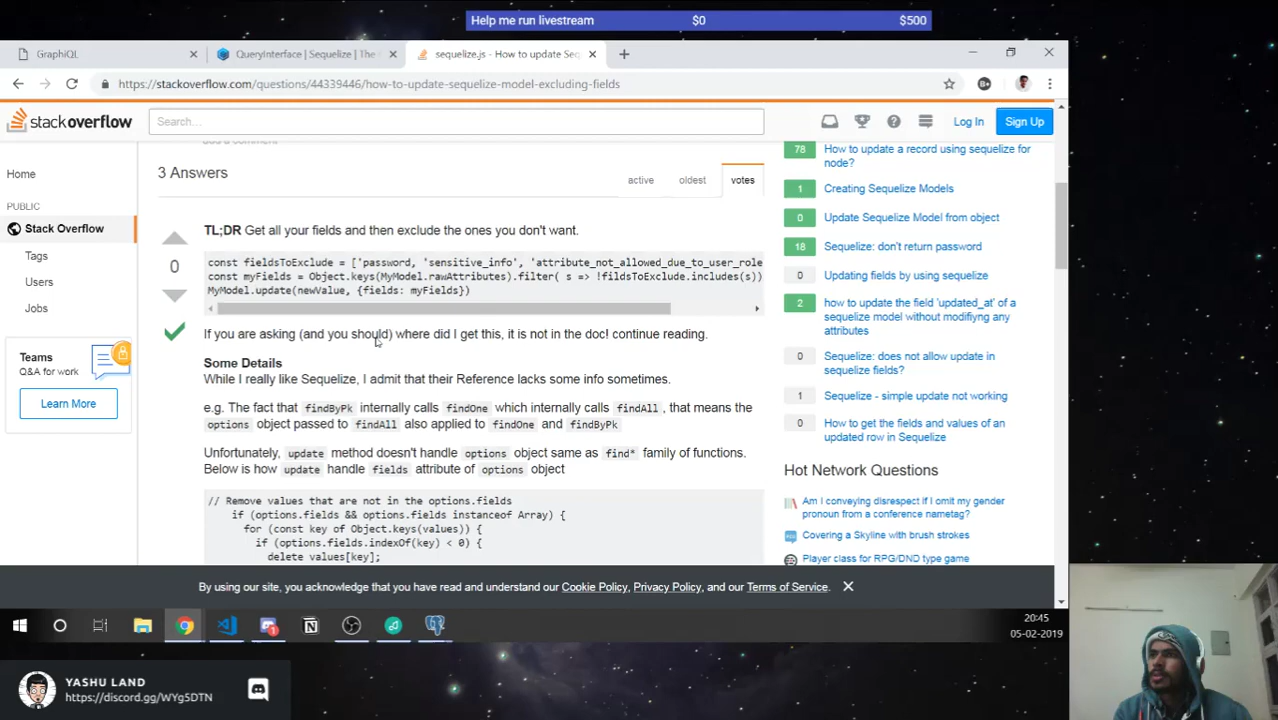 Help me run livestream $0 $500
GraphiQL
QueryInterface | Sequelize | The
sequelize.js - How to update Seq
https://stackoverflow.com/questions/44339446/how-to-update-sequelize-model-excluding-fields
stackoverflow
Search...
Log In
Sign Up
Home
PUBLIC
Stack Overflow
Tags
Users
Jobs
Teams
Q&A for work
Learn More
3 Answers
active
oldest
votes
0
TL;DR Get all your fields and then exclude the ones you don't want.
const fieldsToExclude = ['password, 'sensitive_info', 'attribute_not_allowed_due_to_user_role
const myFields = Object.keys(MyModel.rawAttributes).filter( s => !fildsToExclude.includes(s))
MyModel.update(newValue, {fields: myFields})
If you are asking (and you should) where did I get this, it is not in the doc! continue reading.
Some Details
While I really like Sequelize, I admit that their Reference lacks some info sometimes.
e.g. The fact that findByPk internally calls findOne which internally calls findAll, that means the
options object passed to findAll also applied to findOne and findByPk
Unfortunately, update method doesn't handle options object same as find* family of functions.
Below is how update handle fields attribute of options object
// Remove values that are not in the options.fields
if (options.fields && options.fields instanceof Array) {
for (const key of Object.keys(values)) {
if (options.fields.indexOf(key) < 0) {
delete values[key];
78 How to update a record using sequelize for
node?
1 Creating Sequelize Models
0 Update Sequelize Model from object
18 Sequelize: don't return password
0 Updating fields by using sequelize
2 how to update the field 'updated_at' of a
sequelize model without modifiyng any
attributes
0 Sequelize: does not allow update in
sequelize fields?
1 Sequelize - simple update not working
0 How to get the fields and values of an
updated row in Sequelize
Hot Network Questions
Am I conveying disrespect if I omit my gender
pronoun from a conference nametag?
Covering a Skyline with brush strokes
Player class for RPG/DND type game
By using our site, you acknowledge that you have read and understand our Cookie Policy, Privacy Policy, and our Terms of Service.
20:45
05-02-2019
YASHU LAND
https://discord.gg/WYg5DTN